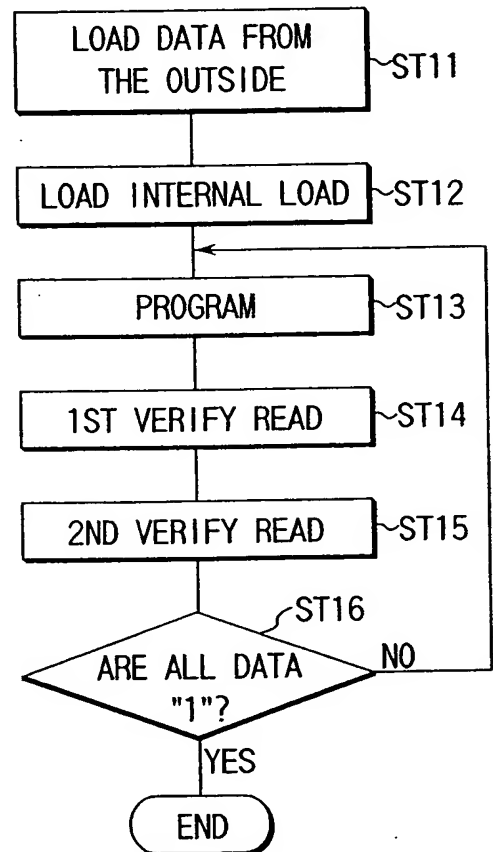 LOAD DATA FROM
THE OUTSIDE
ST11
LOAD INTERNAL LOAD
ST12
PROGRAM
ST13
1ST VERIFY READ
ST14
2ND VERIFY READ
ST15
ST16
ARE ALL DATA
"1"?
NO
YES
END